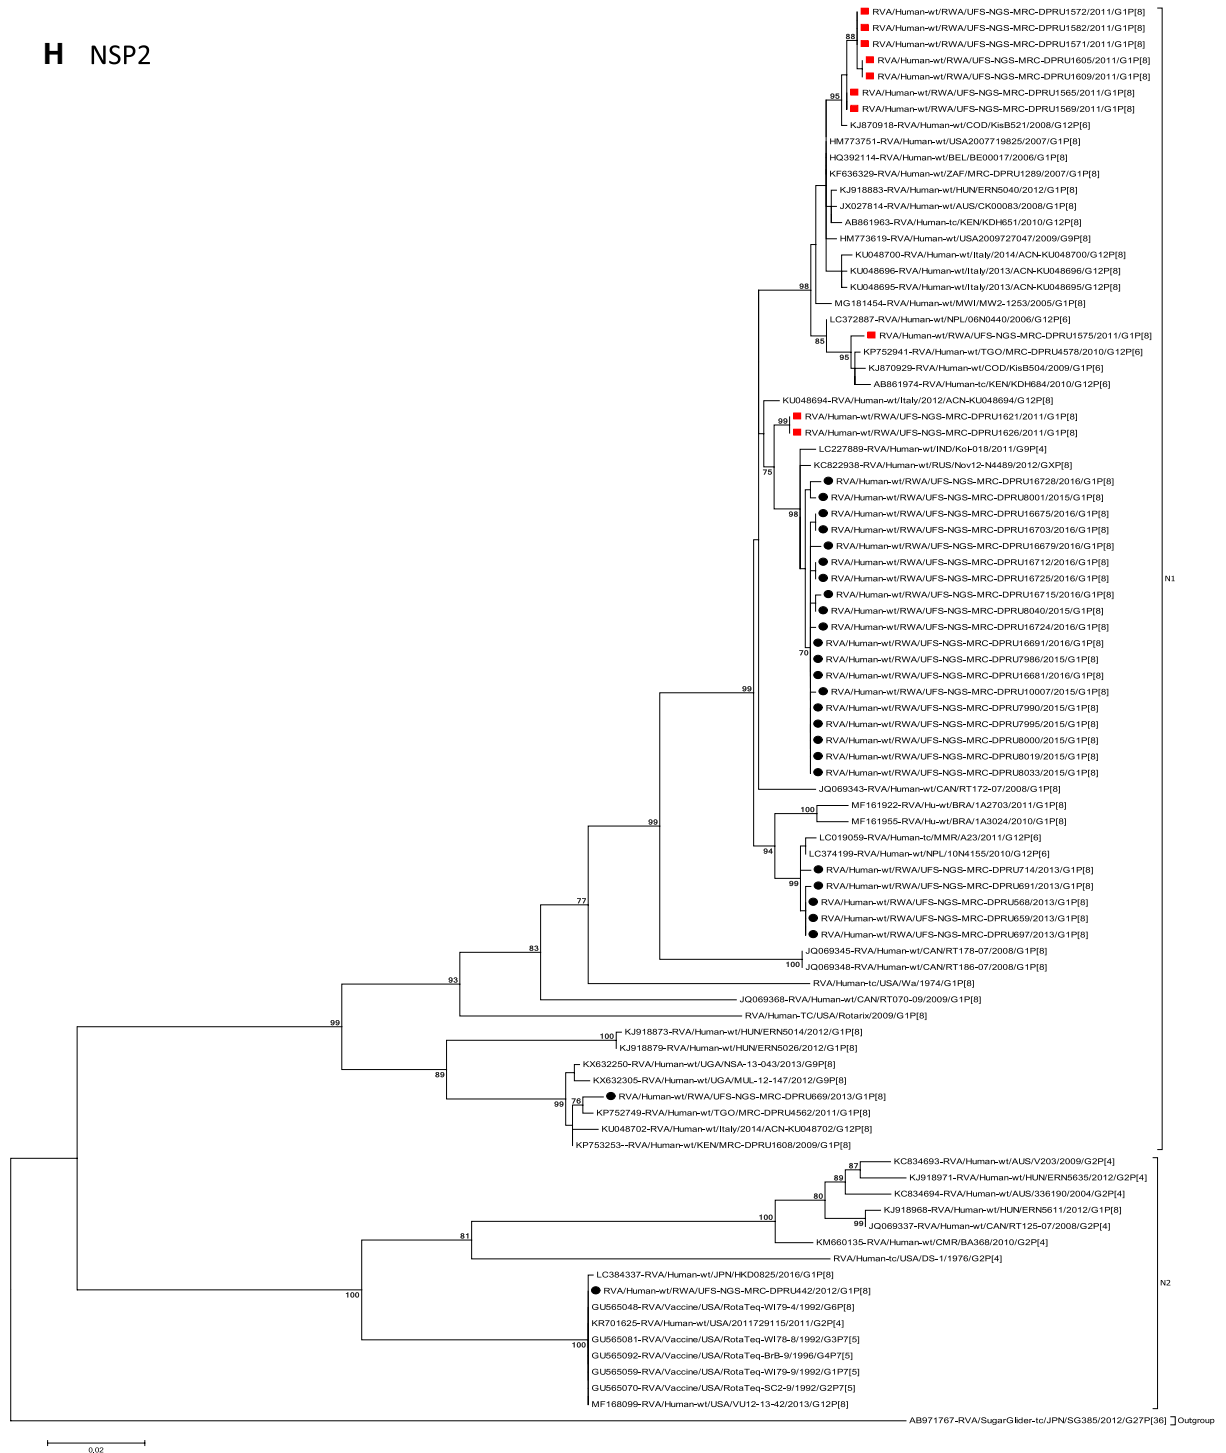 H NSP2
RVA/Human-wt/RWA/UFS-NGS-MRC-DPRU1572/2011/G1P[8]
RVA/Human-wt/RWA/UFS-NGS-MRC-DPRU1582/2011/G1P[8]
88
RVA/Human-wt/RWA/UFS-NGS-MRC-DPRU1571/2011/G1P[8]
RVA/Human-wt/RWA/UFS-NGS-MRC-DPRU1605/2011/G1P[8]
RVA/Human-wt/RWA/UFS-NGS-MRC-DPRU1609/2011/G1P[8]
RVA/Human-wt/RWA/UFS-NGS-MRC-DPRU1565/2011/G1P[8]
95
RVA/Human-wt/RWA/UFS-NGS-MRC-DPRU1569/2011/G1P[8]
KJ870918-RVA/Human-wt/COD/KisB521/2008/G12P[6]
HM773751-RVA/Human-wt/USA2007719825/2007/G1P[8]
HQ392114-RVA/Human-wt/BEL/BE00017/2006/G1P[8]
KF636329-RVA/Human-wt/ZAF/MRC-DPRU1289/2007/G1P[8]
KJ918883-RVA/Human-wt/HUN/ERN5040/2012/G1P[8]
JX027814-RVA/Human-wt/AUS/CK00083/2008/G1P[8]
AB861963-RVA/Human-tc/KEN/KDH651/2010/G12P[8]
HM773619-RVA/Human-wt/USA2009727047/2009/G9P[8]
KU048700-RVA/Human-wt/Italy/2014/ACN-KU048700/G12P[8]
KU048696-RVA/Human-wt/Italy/2013/ACN-KU048696/G12P[8]
98
KU048695-RVA/Human-wt/Italy/2013/ACN-KU048695/G12P[8]
MG181454-RVA/Human-wt/MWI/MW2-1253/2005/G1P[8]
LC372887-RVA/Human-wt/NPL/06N0440/2006/G12P[6]
RVA/Human-wt/RWA/UFS-NGS-MRC-DPRU1575/2011/G1P[8]
85
KP752941-RVA/Human-wt/TGO/MRC-DPRU4578/2010/G12P[6]
95
KJ870929-RVA/Human-wt/COD/KisB504/2009/G1P[6]
AB861974-RVA/Human-tc/KEN/KDH684/2010/G12P[6]
KU048694-RVA/Human-wt/Italy/2012/ACN-KU048694/G12P[8]
RVA/Human-wt/RWA/UFS-NGS-MRC-DPRU1621/2011/G1P[8]
99
RVA/Human-wt/RWA/UFS-NGS-MRC-DPRU1626/2011/G1P[8]
LC227889-RVA/Human-wt/IND/Kol-018/2011/G9P[4]
KC822938-RVA/Human-wt/RUS/Nov12-N4489/2012/GXP[8]
75
RVA/Human-wt/RWA/UFS-NGS-MRC-DPRU16728/2016/G1P[8]
RVA/Human-wt/RWA/UFS-NGS-MRC-DPRU8001/2015/G1P[8]
RVA/Human-wt/RWA/UFS-NGS-MRC-DPRU16675/2016/G1P[8]
98
RVA/Human-wt/RWA/UFS-NGS-MRC-DPRU16703/2016/G1P[8]
RVA/Human-wt/RWA/UFS-NGS-MRC-DPRU16679/2016/G1P[8]
RVA/Human-wt/RWA/UFS-NGS-MRC-DPRU16712/2016/G1P[8]
RVA/Human-wt/RWA/UFS-NGS-MRC-DPRU16725/2016/G1P[8]
N1
RVA/Human-wt/RWA/UFS-NGS-MRC-DPRU16715/2016/G1P[8]
RVA/Human-wt/RWA/UFS-NGS-MRC-DPRU8040/2015/G1P[8]
RVA/Human-wt/RWA/UFS-NGS-MRC-DPRU16724/2016/G1P[8]
RVA/Human-wt/RWA/UFS-NGS-MRC-DPRU16691/2016/G1P[8]
70
RVA/Human-wt/RWA/UFS-NGS-MRC-DPRU7986/2015/G1P[8]
RVA/Human-wt/RWA/UFS-NGS-MRC-DPRU16681/2016/G1P[8]
99
RVA/Human-wt/RWA/UFS-NGS-MRC-DPRU10007/2015/G1P[8]
RVA/Human-wt/RWA/UFS-NGS-MRC-DPRU7990/2015/G1P[8]
RVA/Human-wt/RWA/UFS-NGS-MRC-DPRU7995/2015/G1P[8]
RVA/Human-wt/RWA/UFS-NGS-MRC-DPRU8000/2015/G1P[8]
RVA/Human-wt/RWA/UFS-NGS-MRC-DPRU8019/2015/G1P[8]
RVA/Human-wt/RWA/UFS-NGS-MRC-DPRU8033/2015/G1P[8]
JQ069343-RVA/Human-wt/CAN/RT172-07/2008/G1P[8]
MF161922-RVA/Hu-wt/BRA/1A2703/2011/G1P[8]
100
MF161955-RVA/Hu-wt/BRA/1A3024/2010/G1P[8]
99
LC019059-RVA/Human-tc/MMR/A23/2011/G12P[6]
94
LC374199-RVA/Human-wt/NPL/10N4155/2010/G12P[6]
RVA/Human-wt/RWA/UFS-NGS-MRC-DPRU714/2013/G1P[8]
99
RVA/Human-wt/RWA/UFS-NGS-MRC-DPRU691/2013/G1P[8]
RVA/Human-wt/RWA/UFS-NGS-MRC-DPRU568/2013/G1P[8]
77
RVA/Human-wt/RWA/UFS-NGS-MRC-DPRU659/2013/G1P[8]
RVA/Human-wt/RWA/UFS-NGS-MRC-DPRU697/2013/G1P[8]
83
JQ069345-RVA/Human-wt/CAN/RT178-07/2008/G1P[8]
100
JQ069348-RVA/Human-wt/CAN/RT186-07/2008/G1P[8]
93
RVA/Human-tc/USA/Wa/1974/G1P[8]
JQ069368-RVA/Human-wt/CAN/RT070-09/2009/G1P[8]
RVA/Human-TC/USA/Rotarix/2009/G1P[8]
99
KJ918873-RVA/Human-wt/HUN/ERN5014/2012/G1P[8]
100
KJ918879-RVA/Human-wt/HUN/ERN5026/2012/G1P[8]
KX632250-RVA/Human-wt/UGA/NSA-13-043/2013/G9P[8]
89
KX632305-RVA/Human-wt/UGA/MUL-12-147/2012/G9P[8]
RVA/Human-wt/RWA/UFS-NGS-MRC-DPRU669/2013/G1P[8]
76
99
KP752749-RVA/Human-wt/TGO/MRC-DPRU4562/2011/G1P[8]
KU048702-RVA/Human-wt/Italy/2014/ACN-KU048702/G12P[8]
KP753253--RVA/Human-wt/KEN/MRC-DPRU1608/2009/G1P[8]
KC834693-RVA/Human-wt/AUS/V203/2009/G2P[4]
87
KJ918971-RVA/Human-wt/HUN/ERN5635/2012/G2P[4]
89
KC834694-RVA/Human-wt/AUS/336190/2004/G2P[4]
80
KJ918968-RVA/Human-wt/HUN/ERN5611/2012/G1P[8]
100
99
JQ069337-RVA/Human-wt/CAN/RT125-07/2008/G2P[4]
81
KM660135-RVA/Human-wt/CMR/BA368/2010/G2P[4]
RVA/Human-tc/USA/DS-1/1976/G2P[4]
LC384337-RVA/Human-wt/JPN/HKD0825/2016/G1P[8]
N2
100
RVA/Human-wt/RWA/UFS-NGS-MRC-DPRU442/2012/G1P[8]
GU565048-RVA/Vaccine/USA/RotaTeq-WI79-4/1992/G6P[8]
KR701625-RVA/Human-wt/USA/2011729115/2011/G2P[4]
GU565081-RVA/Vaccine/USA/RotaTeq-WI78-8/1992/G3P7[5]
100
GU565092-RVA/Vaccine/USA/RotaTeq-BrB-9/1996/G4P7[5]
GU565059-RVA/Vaccine/USA/RotaTeq-WI79-9/1992/G1P7[5]
GU565070-RVA/Vaccine/USA/RotaTeq-SC2-9/1992/G2P7[5]
MF168099-RVA/Human-wt/USA/VU12-13-42/2013/G12P[8]
AB971767-RVA/SugarGlider-tc/JPN/SG385/2012/G27P[36]
Outgroup
0,02